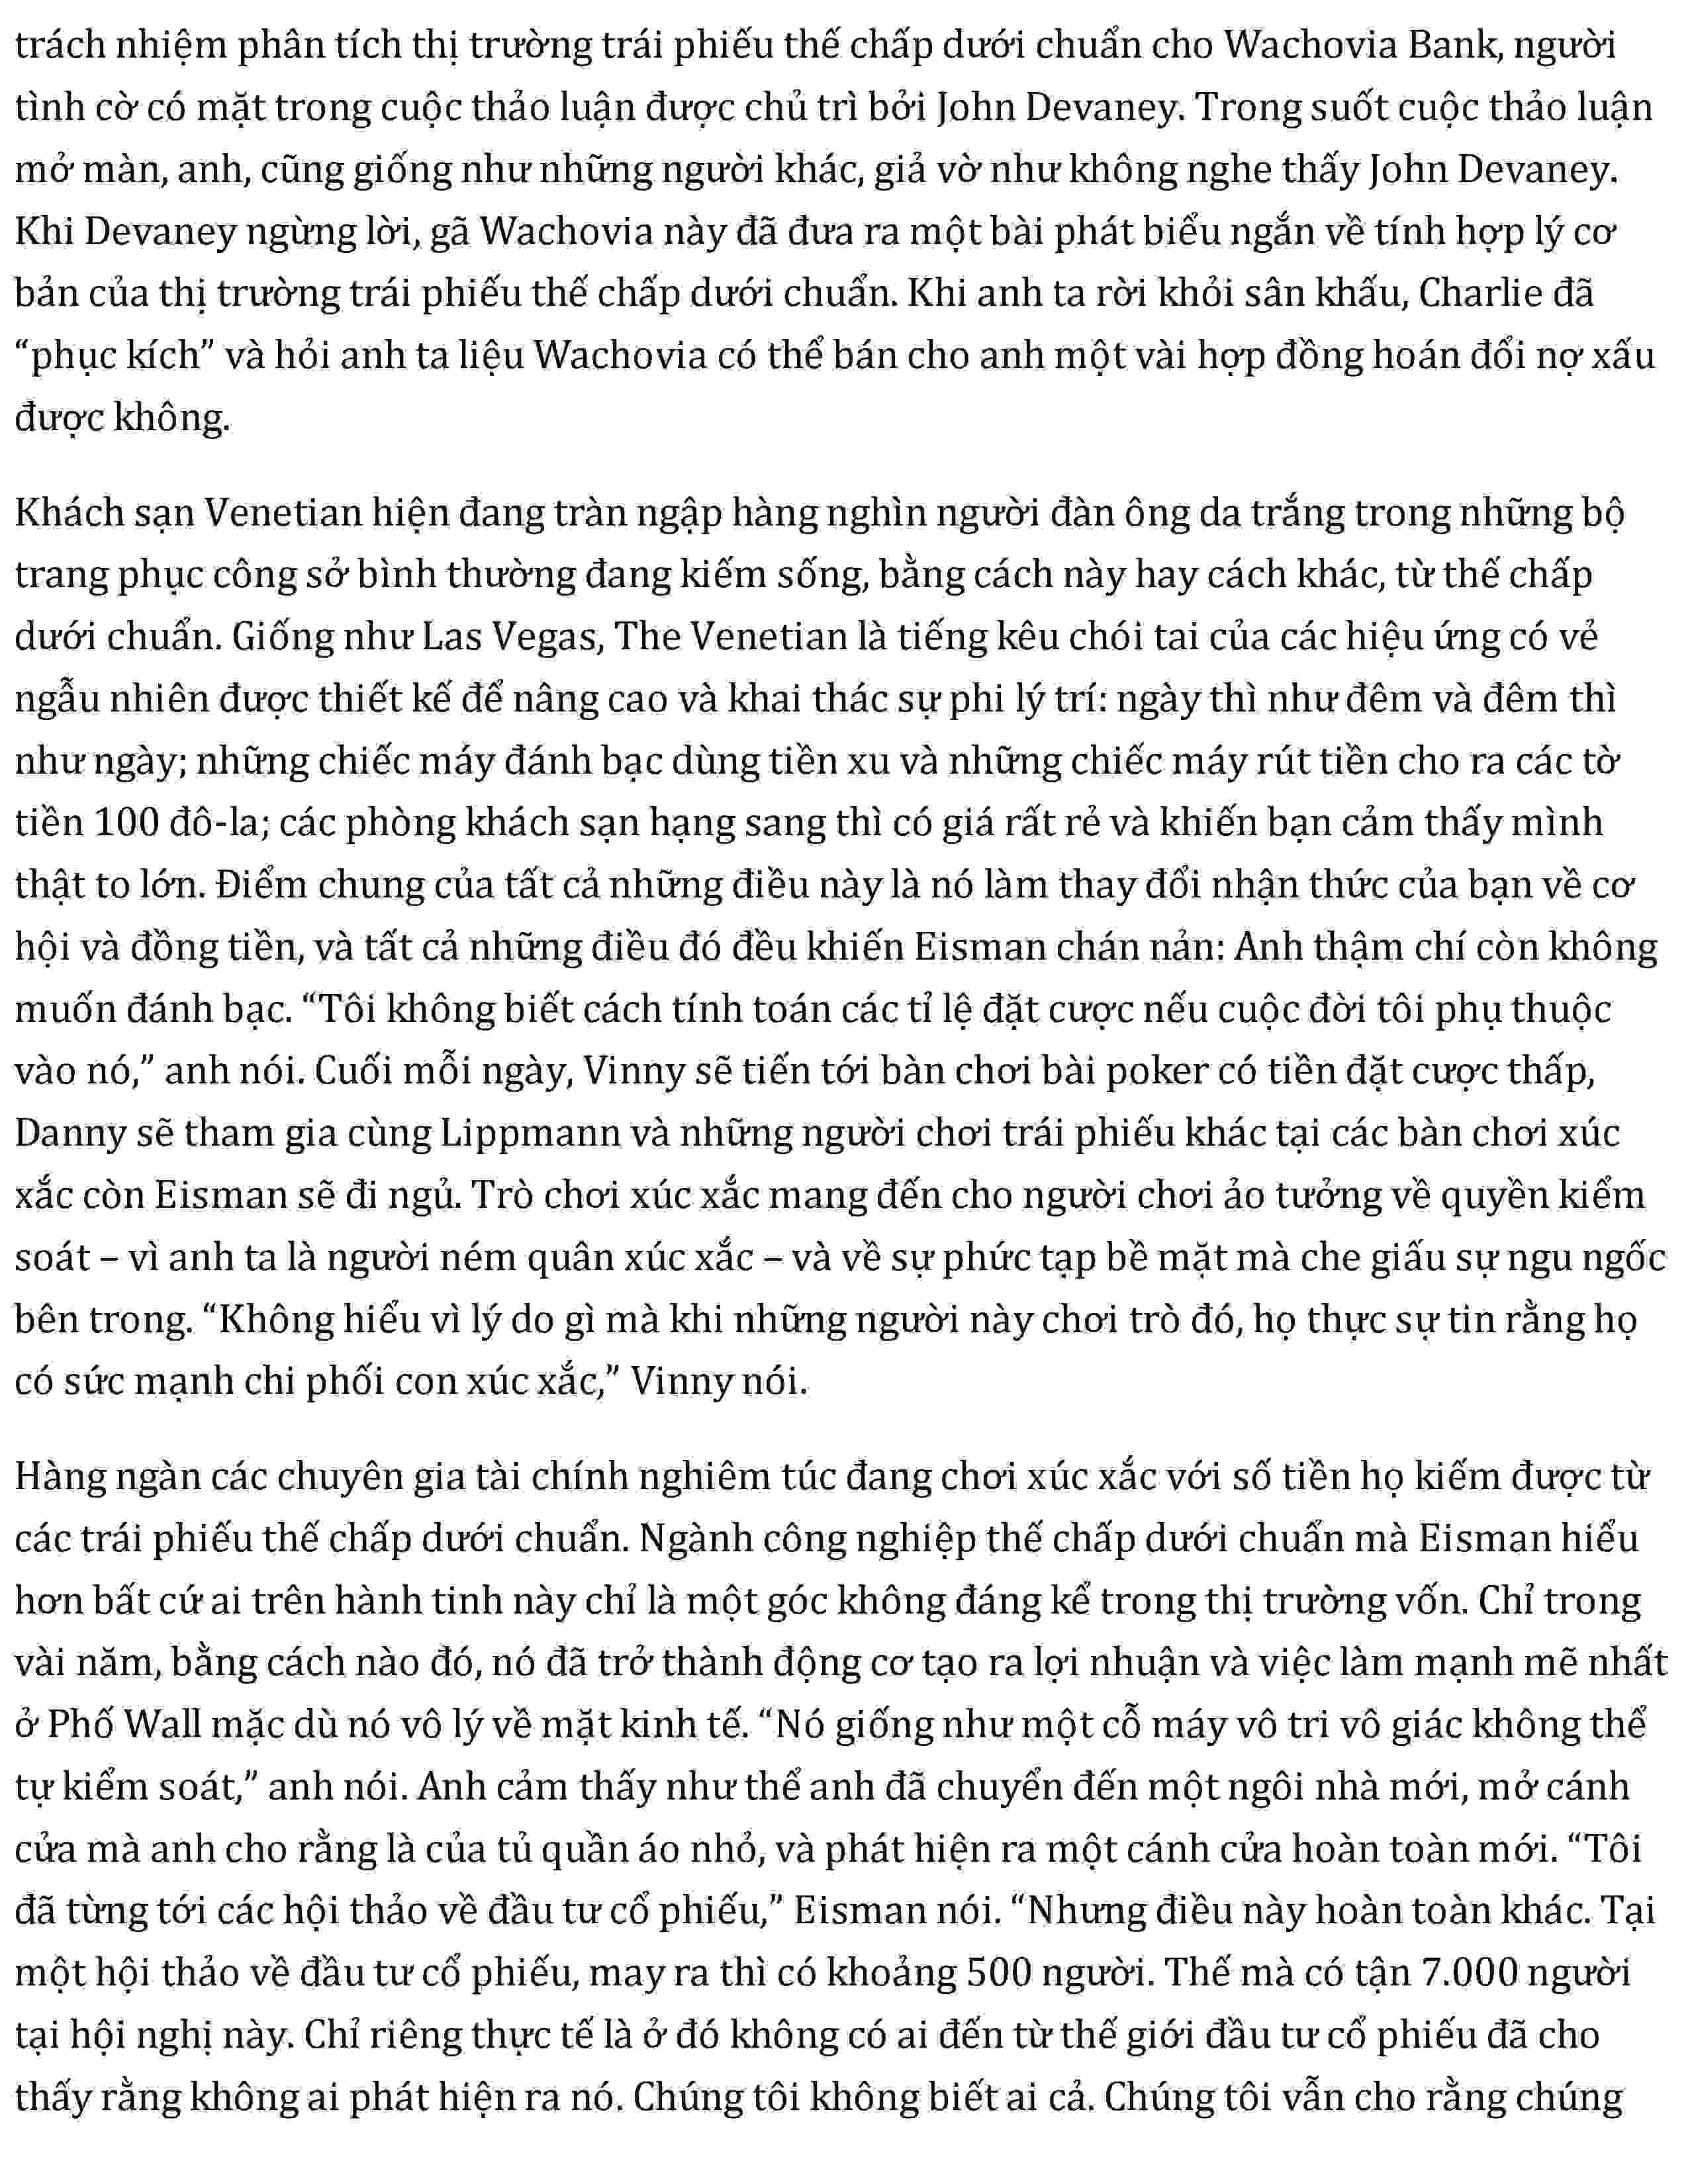 trách nhiệm phân tích thị trường trái phiếu thế chấp dưới chuẩn cho Wachovia Bank, người
tình cờ có mặt trong cuộc thảo luận được chủ trì bởi John Devaney. Trong suốt cuộc thảo luận
mở màn, anh, cũng giống như những người khác, giả vờ như không nghe thấy John Devaney.
Khi Devaney ngừng lời, gã Wachovia này đã đưa ra một bài phát biểu ngắn về tính hợp lý cơ
bản của thị trường trái phiếu thế chấp dưới chuẩn. Khi anh ta rời khỏi sân khấu, Charlie đã
“phục kích” và hỏi anh ta liệu Wachovia có thể bán cho anh một vài hợp đồng hoán đổi nợ xấu
được không.
Khách sạn Venetian hiện đang tràn ngập hàng nghìn người đàn ông da trắng trong những bộ
trang phục công sở bình thường đang kiếm sống, bằng cách này hay cách khác, từ thế chấp
dưới chuẩn. Giống như Las Vegas, The Venetian là tiếng kêu chói tai của các hiệu ứng có vẻ
ngẫu nhiên được thiết kế để nâng cao và khai thác sự phi lý trí: ngày thì như đêm và đêm thì
như ngày; những chiếc máy đánh bạc dùng tiền xu và những chiếc máy rút tiền cho ra các tờ
tiền 100 đô-la; các phòng khách sạn hạng sang thì có giá rất rẻ và khiến bạn cảm thấy mình
thật to lớn. Điểm chung của tất cả những điều này là nó làm thay đổi nhận thức của bạn về cơ
hội và đồng tiền, và tất cả những điều đó đều khiến Eisman chán nản: Anh thậm chí còn không
muốn đánh bạc. “Tôi không biết cách tính toán các tỉ lệ đặt cược nếu cuộc đời tôi phụ thuộc
vào nó,” anh nói. Cuối mỗi ngày, Vinny sẽ tiến tới bàn chơi bài poker có tiền đặt cược thấp,
Danny sẽ tham gia cùng Lippmann và những người chơi trái phiếu khác tại các bàn chơi xúc
xắc còn Eisman sẽ đi ngủ. Trò chơi xúc xắc mang đến cho người chơi ảo tưởng về quyền kiểm
soát – vì anh ta là người ném quân xúc xắc – và về sự phức tạp bề mặt mà che giấu sự ngu ngốc
bên trong. “Không hiểu vì lý do gì mà khi những người này chơi trò đó, họ thực sự tin rằng họ
có sức mạnh chi phối con xúc xắc,” Vinny nói.
Hàng ngàn các chuyên gia tài chính nghiêm túc đang chơi xúc xắc với số tiền họ kiếm được từ
các trái phiếu thế chấp dưới chuẩn. Ngành công nghiệp thế chấp dưới chuẩn mà Eisman hiểu
hơn bất cứ ai trên hành tinh này chỉ là một góc không đáng kể trong thị trường vốn. Chỉ trong
vài năm, bằng cách nào đó, nó đã trở thành động cơ tạo ra lợi nhuận và việc làm mạnh mẽ nhất
ở Phố Wall mặc dù nó vô lý về mặt kinh tế. “Nó giống như một cỗ máy vô tri vô giác không thể
tự kiểm soát,” anh nói. Anh cảm thấy như thể anh đã chuyển đến một ngôi nhà mới, mở cánh
cửa mà anh cho rằng là của tủ quần áo nhỏ, và phát hiện ra một cánh cửa hoàn toàn mới. “Tôi
đã từng tới các hội thảo về đầu tư cổ phiếu,” Eisman nói. “Nhưng điều này hoàn toàn khác. Tại
một hội thảo về đầu tư cổ phiếu, may ra thì có khoảng 500 người. Thế mà có tận 7.000 người
tại hội nghị này. Chỉ riêng thực tế là ở đó không có ai đến từ thế giới đầu tư cổ phiếu đã cho
thấy rằng không ai phát hiện ra nó. Chúng tôi không biết ai cả. Chúng tôi vẫn cho rằng chúng